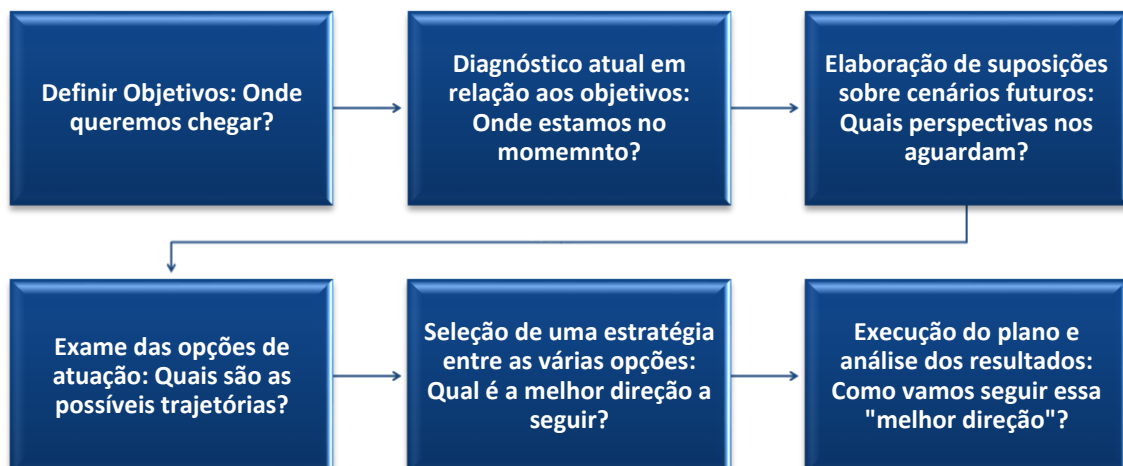 Definir Objetivos: Onde
queremos chegar?
Diagnóstico atual em
relação aos objetivos:
Onde estamos no
momemnto?
Elaboração de suposições
sobre cenários futuros:
Quais perspectivas nos
aguardam?
Exame das opções de
atuação: Quais são as
possíveis trajetórias?
Seleção de uma estratégia
entre as várias opções:
Qual é a melhor direção a
seguir?
Execução do plano e
análise dos resultados:
Como vamos seguir essa
"melhor direção"?